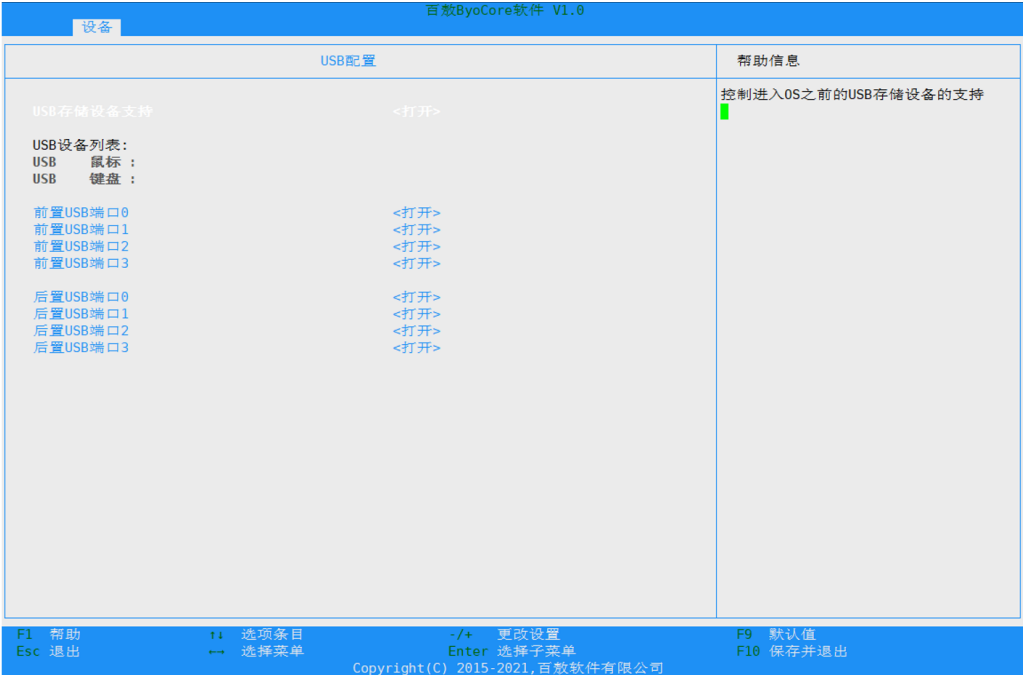 百敖ByoCore软件 V1.0
设备
USB配置
帮助信息
USB存储设备支持 <打开>
控制进入OS之前的USB存储设备的支持
USB设备列表:
USB 鼠标 :
USB 键盘 :
前置USB端口0 <打开>
前置USB端口1 <打开>
前置USB端口2 <打开>
前置USB端口3 <打开>
后置USB端口0 <打开>
后置USB端口1 <打开>
后置USB端口2 <打开>
后置USB端口3 <打开>
F1 帮助 ↑↓ 选项条目 -/+ 更改设置 F9 默认值
Esc 退出 ←→ 选择菜单 Enter 选择子菜单 F10 保存并退出
Copyright(C) 2015-2021,百敖软件有限公司